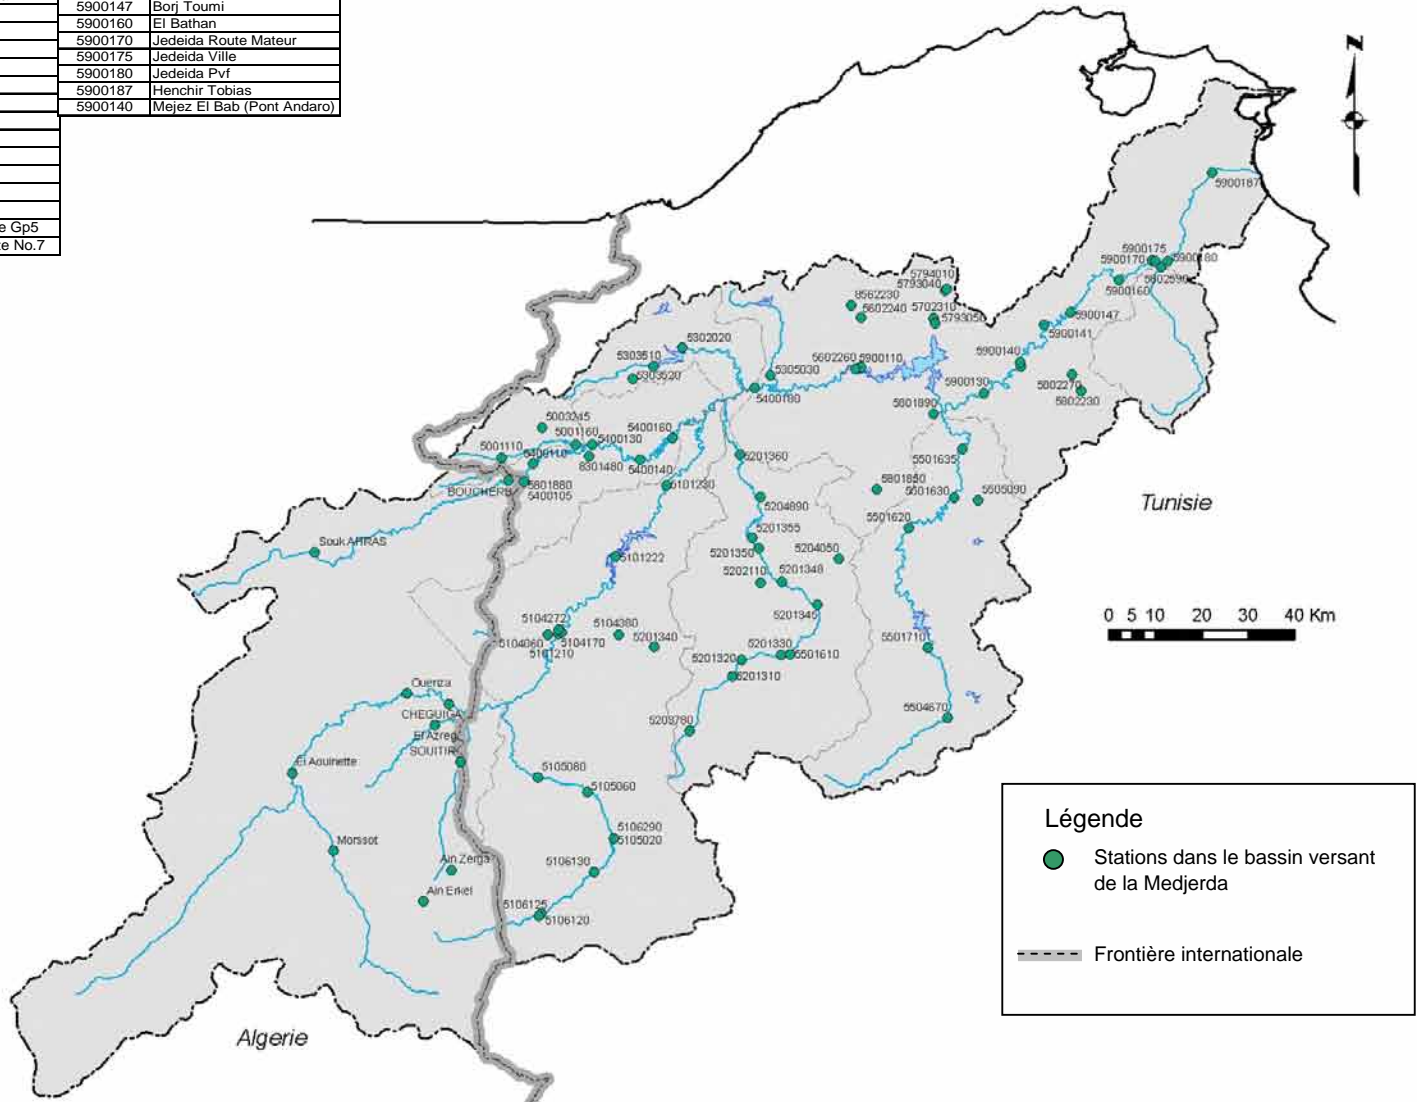 5900147 Borj Toumi
5900160 El Bathan
5900170 Jedeida Route Mateur
5900175 Jedeida Ville
5900180 Jedeida Pvf
5900187 Henchir Tobias
5900140 Mejez El Bab (Pont Andaro)
e Gp5
te No.7
N
5900187
5900175
5900170
5900180
5802590
5900160
5794010
5793040
8562230
5602240
5702310
5793050
5900147
5900141
5302020
5303510
5303520
5602260
5900110
5900140
5305030
5400180
5900130
5802270
5802230
5801890
5003245
5001160
5400130
5400160
5001110
5400110
8301480
5400140
5201360
5501635
BOUCHERB
5801880
5400105
5101230
5801850
5501630
5505090
5204890
Tunisie
5501620
Souk AHRAS
5201355
5201350
5204050
5101222
5202110
5201348
5201345
0 5 10 20 30 40 Km
5104272
5104060
5104170
5101210
5104380
5201340
5201330
5501710
5201320
5501610
5201310
Ouenza
CHEGUIGA
5203780
5504670
El Azreg
SOUITIR
El Aouinette
5105080
5105060
Légende
Stations dans le bassin versant
de la Medjerda
5106290
5105020
Morssot
Ain Zerga
5106130
Ain Erkel
5106125
5106120
Frontière internationale
Algerie